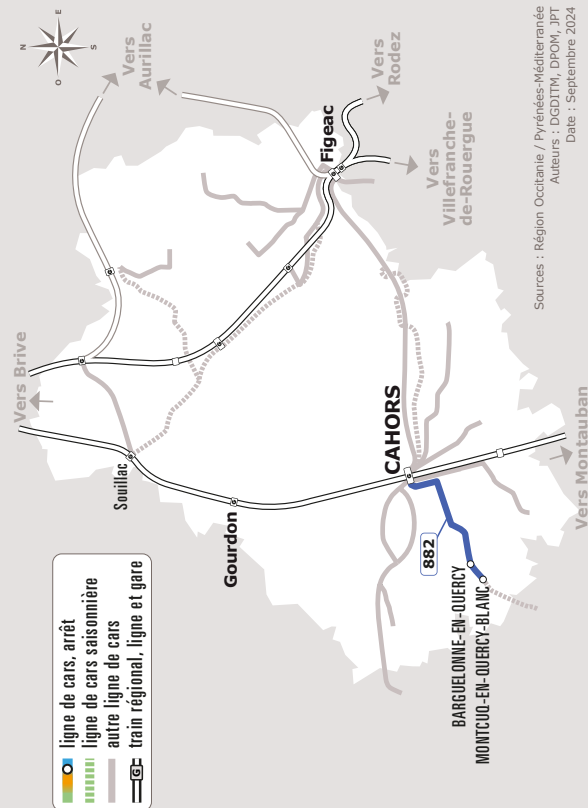 ligne de cars, arrêt
ligne de cars saisonnière
autre ligne de cars
G
train régional, ligne et gare
Vers Brive
N
O
E
S
Vers
Aurillac
Souillac
Gourdon
Figeac
Vers
Rodez
Vers
Villefranche-
de-Rouergue
CAHORS
882
BARGUELONNE-EN-QUERCY
MONTCUQ-EN-QUERCY-BLANC
Vers Montauban
Sources : Région Occitanie / Pyrénées-Méditerranée
Auteurs : DGDITM, DPOM, JPT
Date : Septembre 2024